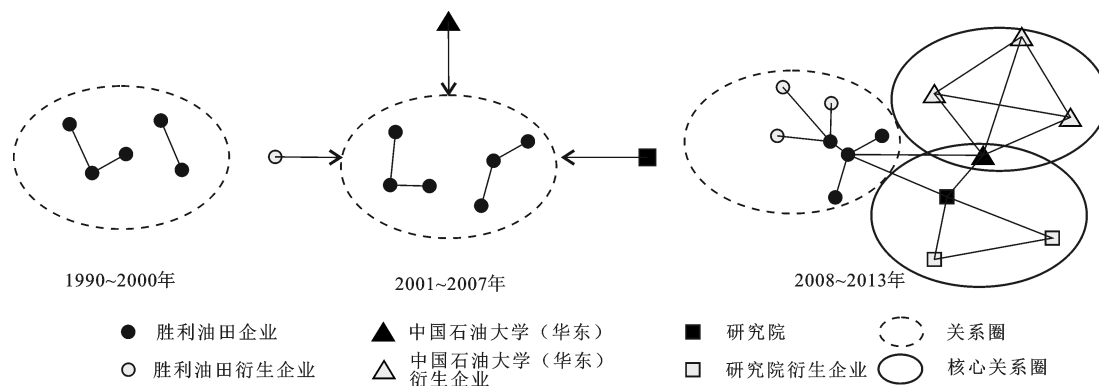 1990~2000年
2001~2007年
2008~2013年
胜利油田企业
中国石油大学（华东）
研究院
关系圈
胜利油田衍生企业
中国石油大学（华东）
衍生企业
研究院衍生企业
核心关系圈